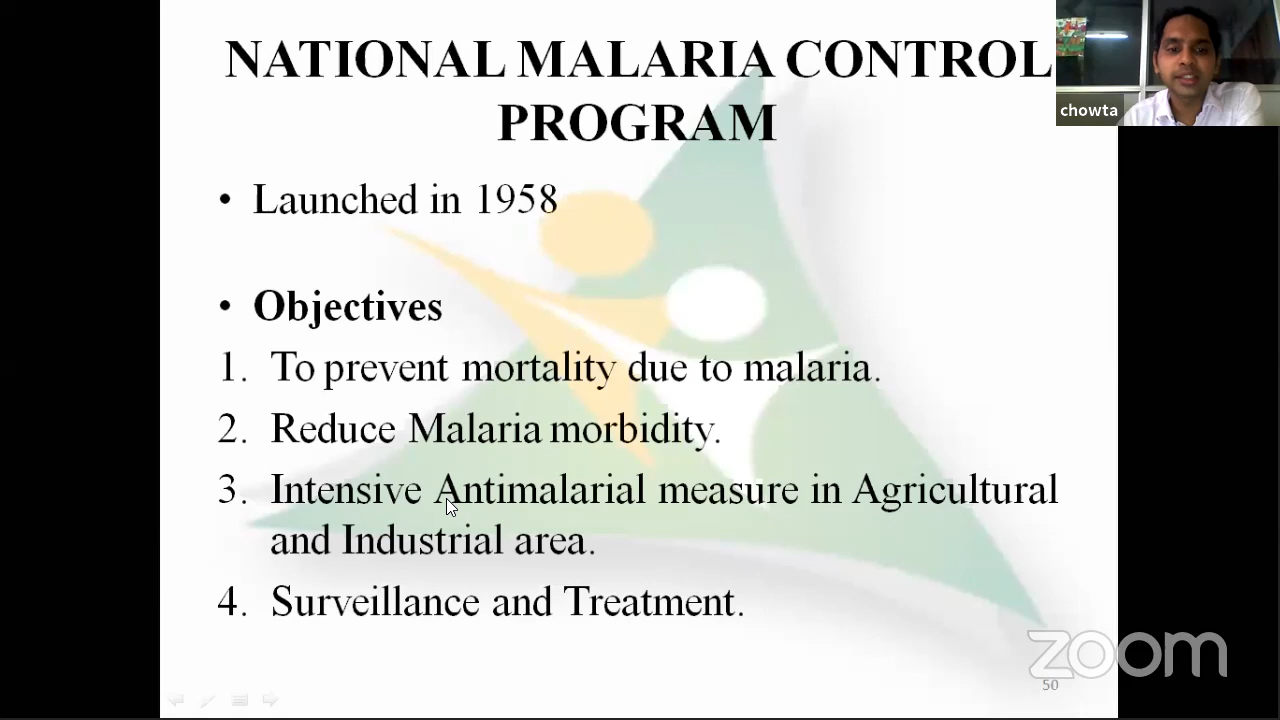 NATIONAL MALARIA CONTROL
PROGRAM
chowta
• Launched in 1958
• Objectives
1. To prevent mortality due to malaria.
2. Reduce Malaria morbidity.
3. Intensive Antimalarial measure in Agricultural
and Industrial area.
4. Surveillance and Treatment.
zoom
50